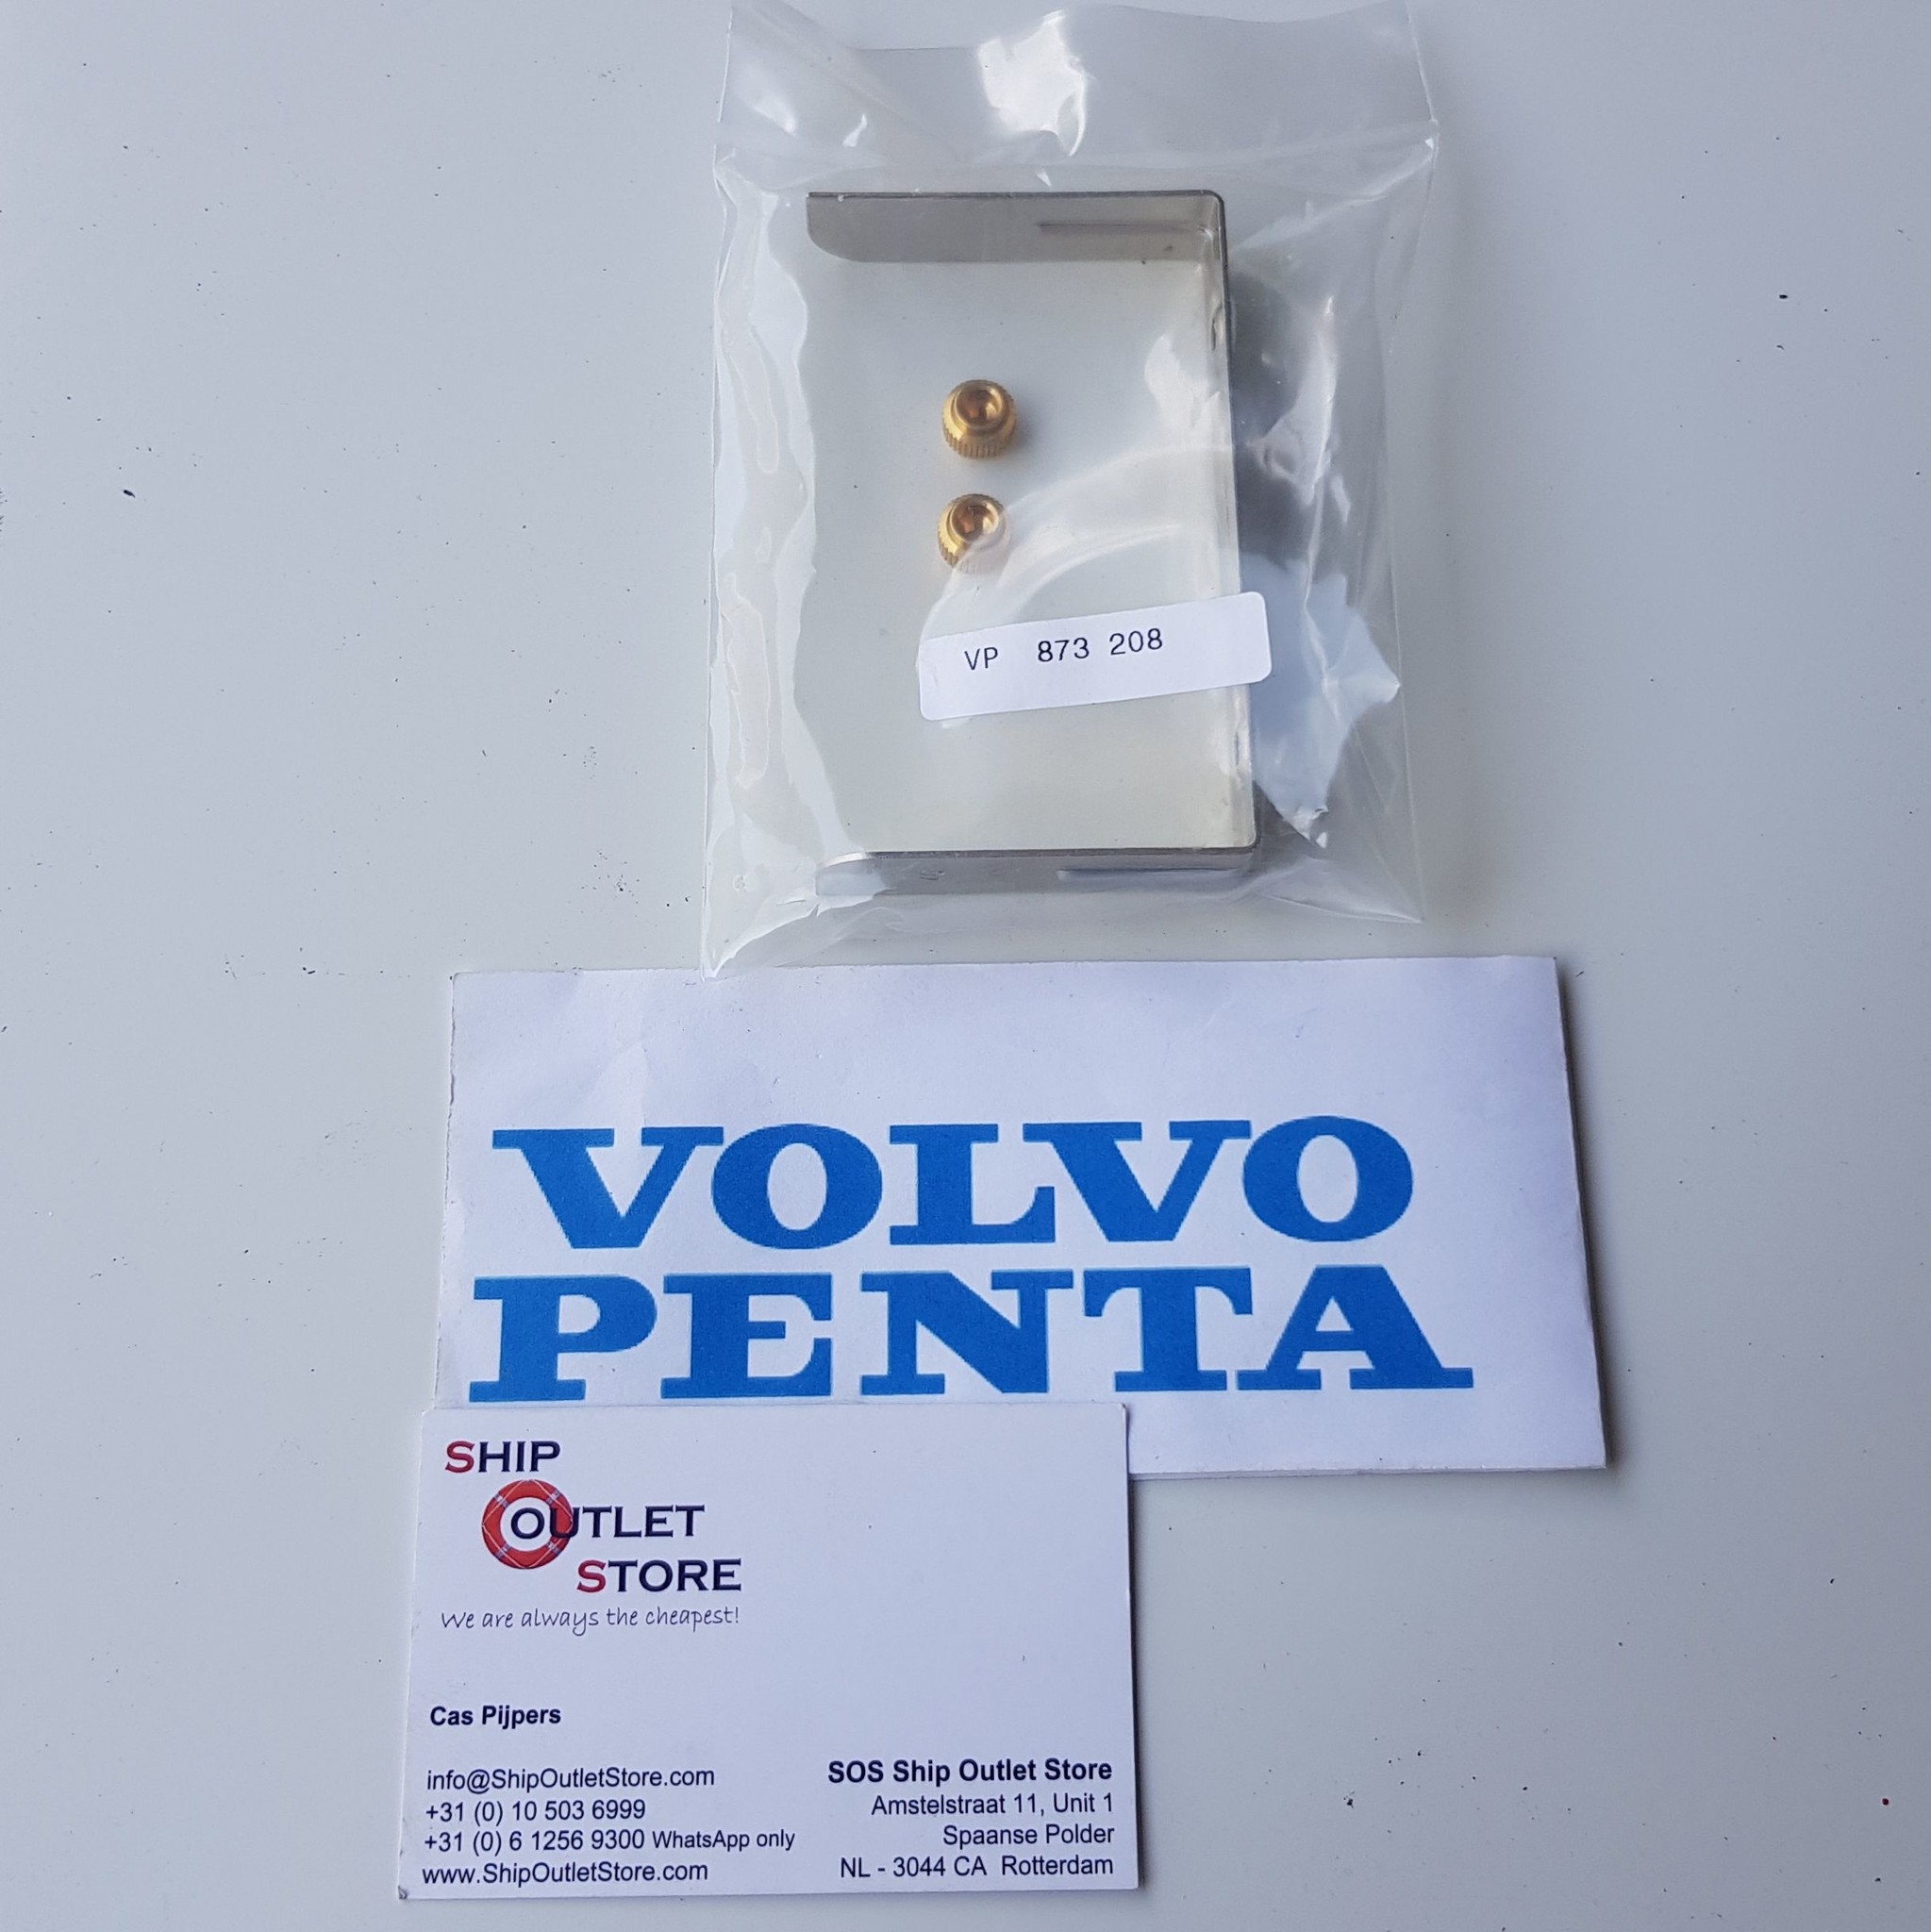 VP 873 208
VOLVO
PENTA
SHIP
OUTLET
STORE
We are always the cheapest!
Cas Pijpers
info@ShipOutletStore.com
+31 (0) 10 503 6999
+31 (0) 6 1256 9300 WhatsApp only
www.ShipOutletStore.com
SOS Ship Outlet Store
Amstelstraat 11, Unit 1
Spaanse Polder
NL - 3044 CA Rotterdam